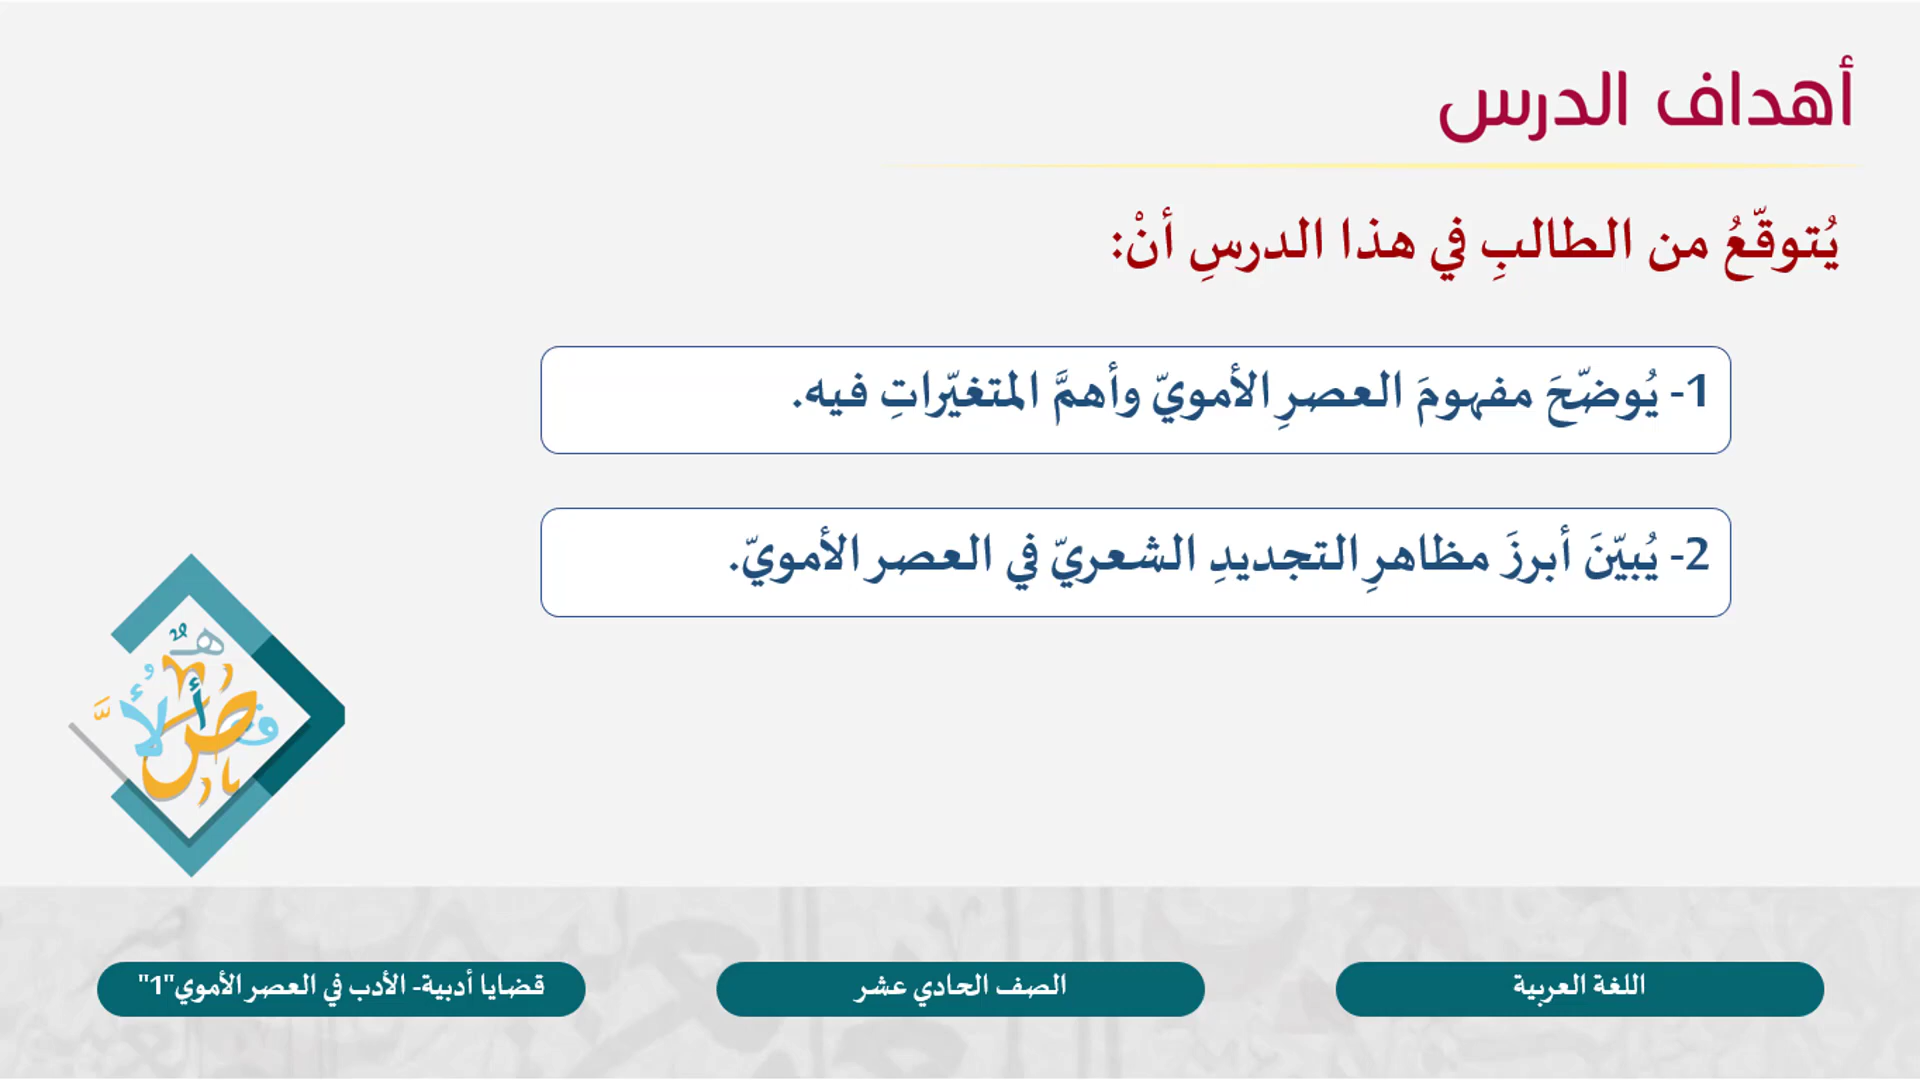 أهداف الدرس
يُتوقّعُ من الطالبِ في هذا الدرسِ أنْ:
1- يُوضّحَ مفهومَ العصرِ الأمويّ وأهمَّ المتغيّراتِ فيه.
2- يُبيّنَ أبرزَ مظاهرِ التجديدِ الشعريّ في العصر الأمويّ.
اللغة العربية
الصف الحادي عشر
قضايا أدبية- الأدب في العصر الأموي"1"